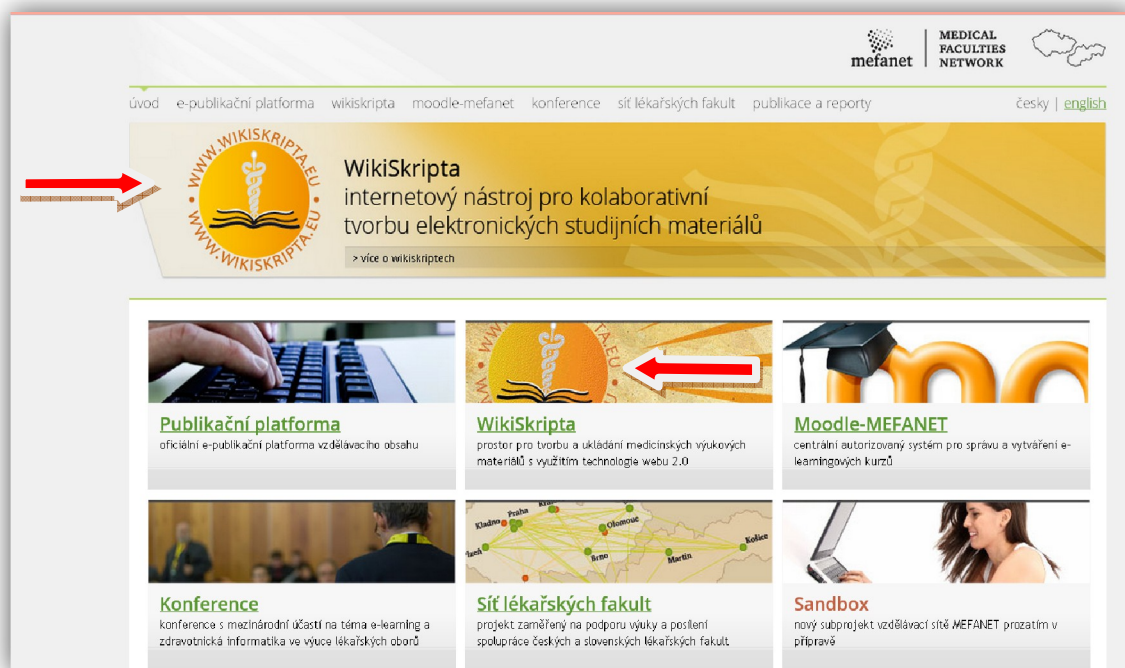 mefanet
MEDICAL
FACULTIES
NETWORK
úvod e-publikační platforma wikiskripta moodle-mefanet konference síť lékařských fakult publikace a reporty česky | english
WWW.WIKISKRIPTA.EU • WWW.WIKISKRIPTA.EU •
WikiSkripta
internetový nástroj pro kolaborativní
tvorbu elektronických studijních materiálů
> více o wikiskriptech
Publikační platforma
oficiální e-publikační platforma vzdělávacího obsahu
WikiSkripta
prostor pro tvorbu a ukládání medicínských výukových
materiálů s využitím technologie webu 2.0
mo
Moodle-MEFANET
centrální autorizovaný systém pro správu a vytváření e-
learningových kurzů
Konference
konference s mezinárodní účastí na téma e-learning a
zdravotnická informatika ve výuce lékařských oborů
Kladno
Praha
Olomouc
Brno
Martin
Košice
Síť lékařských fakult
projekt zaměřený na podporu výuky a posílení
spolupráce českých a slovenských lékařských fakult
Sandbox
nový subprojekt vzdělávací sítě MEFANET prozatím v
přípravě